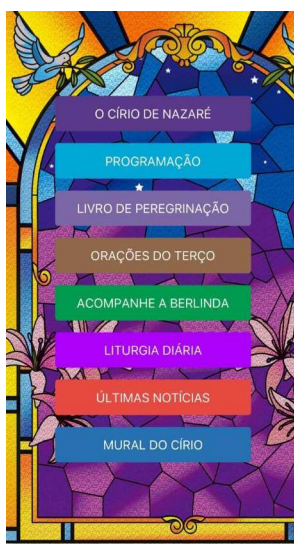 O CÍRIO DE NAZARÉ
PROGRAMAÇÃO
LIVRO DE PEREGRINAÇÃO
ORAÇÕES DO TERÇO
ACOMPANHE A BERLINDA
LITURGIA DIÁRIA
ÚLTIMAS NOTÍCIAS
MURAL DO CÍRIO